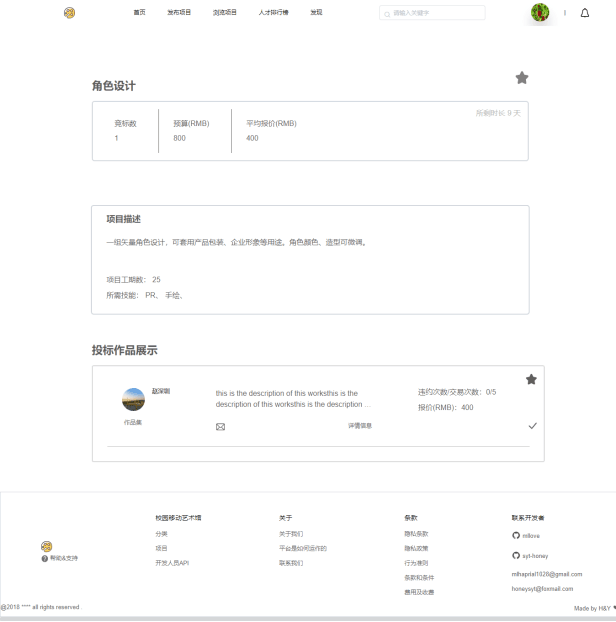 首页 发布项目 浏览项目 人才排行榜 发现 请输入关键字
角色设计
所剩时长 9 天
竞标数 预算(RMB) 平均报价(RMB)
1 800 400
项目描述
一组矢量角色设计，可套用产品包装、企业形象等用途。角色颜色、造型可微调。
项目工期数： 25
所需技能： PR、 手绘、
投标作品展示
赵深驹
this is the description of this worksthis is the
description of this worksthis is the description ...
违约次数/交易次数：0/5
报价(RMB)：400
作品集 详情信息
校园移动艺术馆 关于 条款 联系开发者
分类 关于我们 隐私条款 mllova
项目 平台是如何运作的 隐私政策 syt-honey
开发人员API 联系我们 行为准则
帮助&支持
条款和条件 mlhaprial1028@gmail.com
费用及收费 honeysyt@foxmail.com
@2018 **** all rights reserved. Made by H&Y